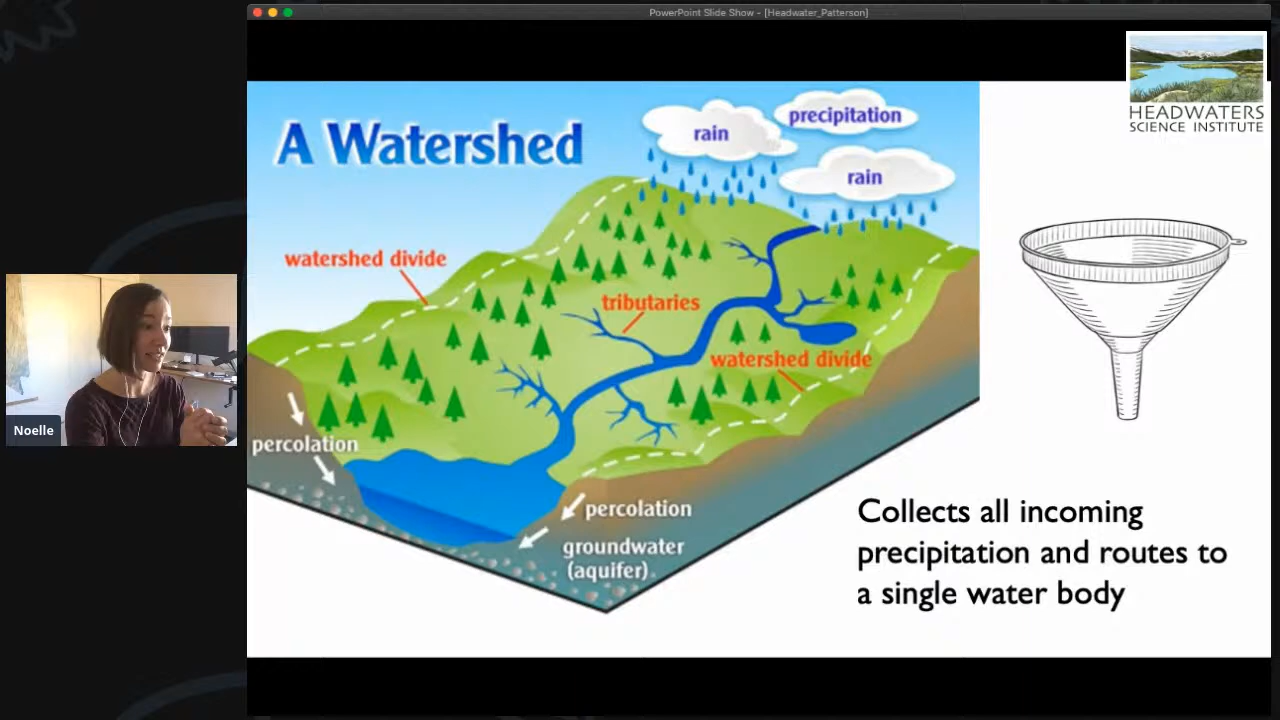 PowerPoint Slide Show - [Headwater_Patterson]
HEADWATERS
SCIENCE INSTITUTE
A Watershed
rain
precipitation
rain
watershed divide
tributaries
watershed divide
percolation
percolation
groundwater
(aquifer)
Collects all incoming
precipitation and routes to
a single water body
Noelle